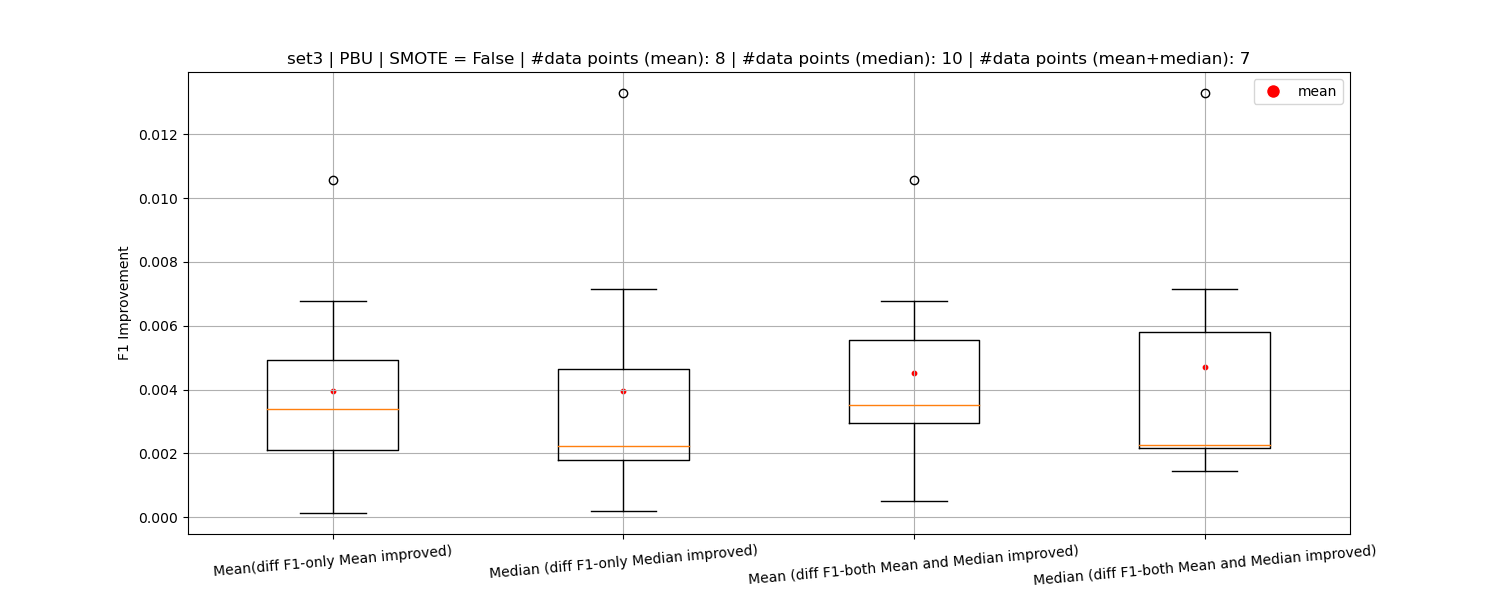 set3 | PBU | SMOTE = False | #data points (mean): 8 | #data points (median): 10 | #data points (mean+median): 7
mean
0.012
0.010
0.008
0.006
0.004
0.002
0.000
F1 Improvement
Mean(diff F1-only Mean improved)
Median (diff F1-only Median improved)
Mean (diff F1-both Mean and Median improved)
Median (diff F1-both Mean and Median improved)